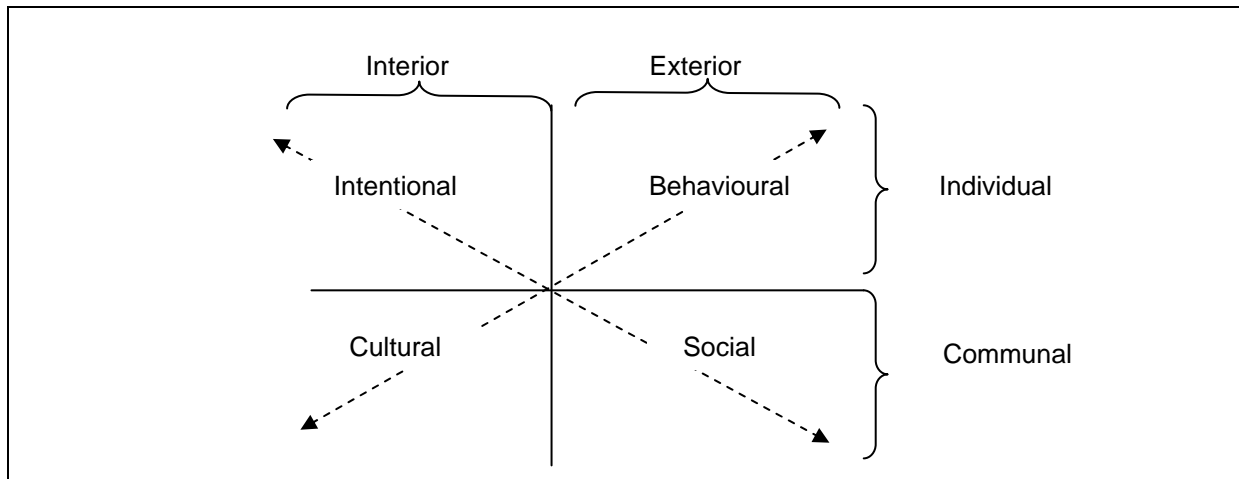 Interior Exterior
Intentional Behavioural Individual
Cultural Social Communal